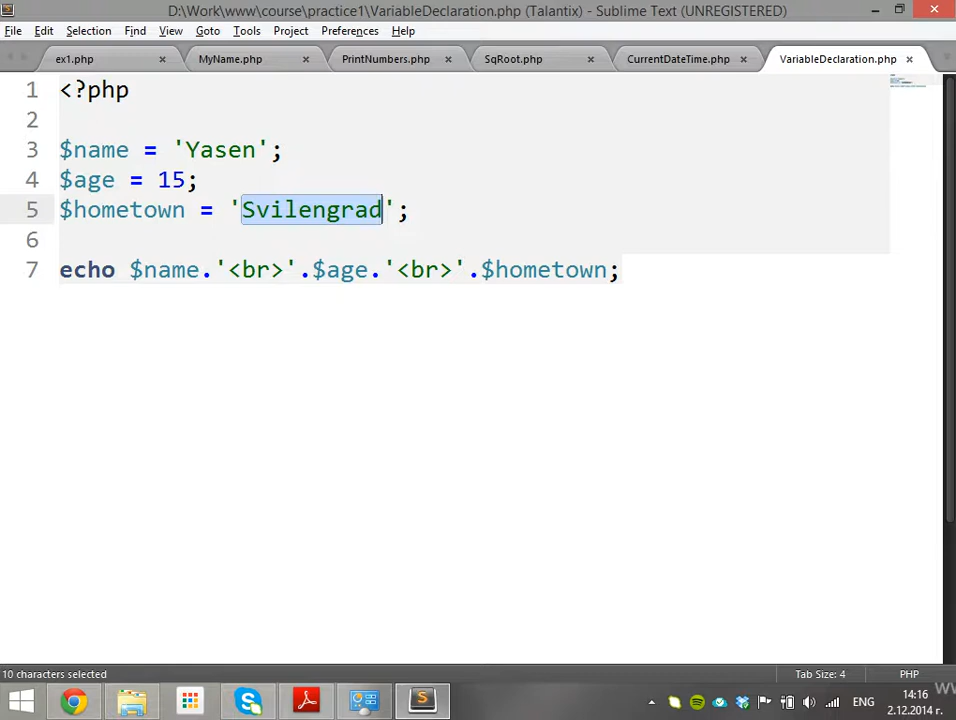 D:\Work\www\course\practice1\VariableDeclaration.php (Talantix) - Sublime Text (UNREGISTERED)
File Edit Selection Find View Goto Tools Project Preferences Help
ex1.php MyName.php PrintNumbers.php SqRoot.php CurrentDateTime.php VariableDeclaration.php
1 <?php
2
3 $name = 'Yasen';
4 $age = 15;
5 $hometown = 'Svilengrad';
6
7 echo $name.'<br>'.$age.'<br>'.$hometown;
10 characters selected Tab Size: 4 PHP
ENG 14:16
2.12.2014 г.